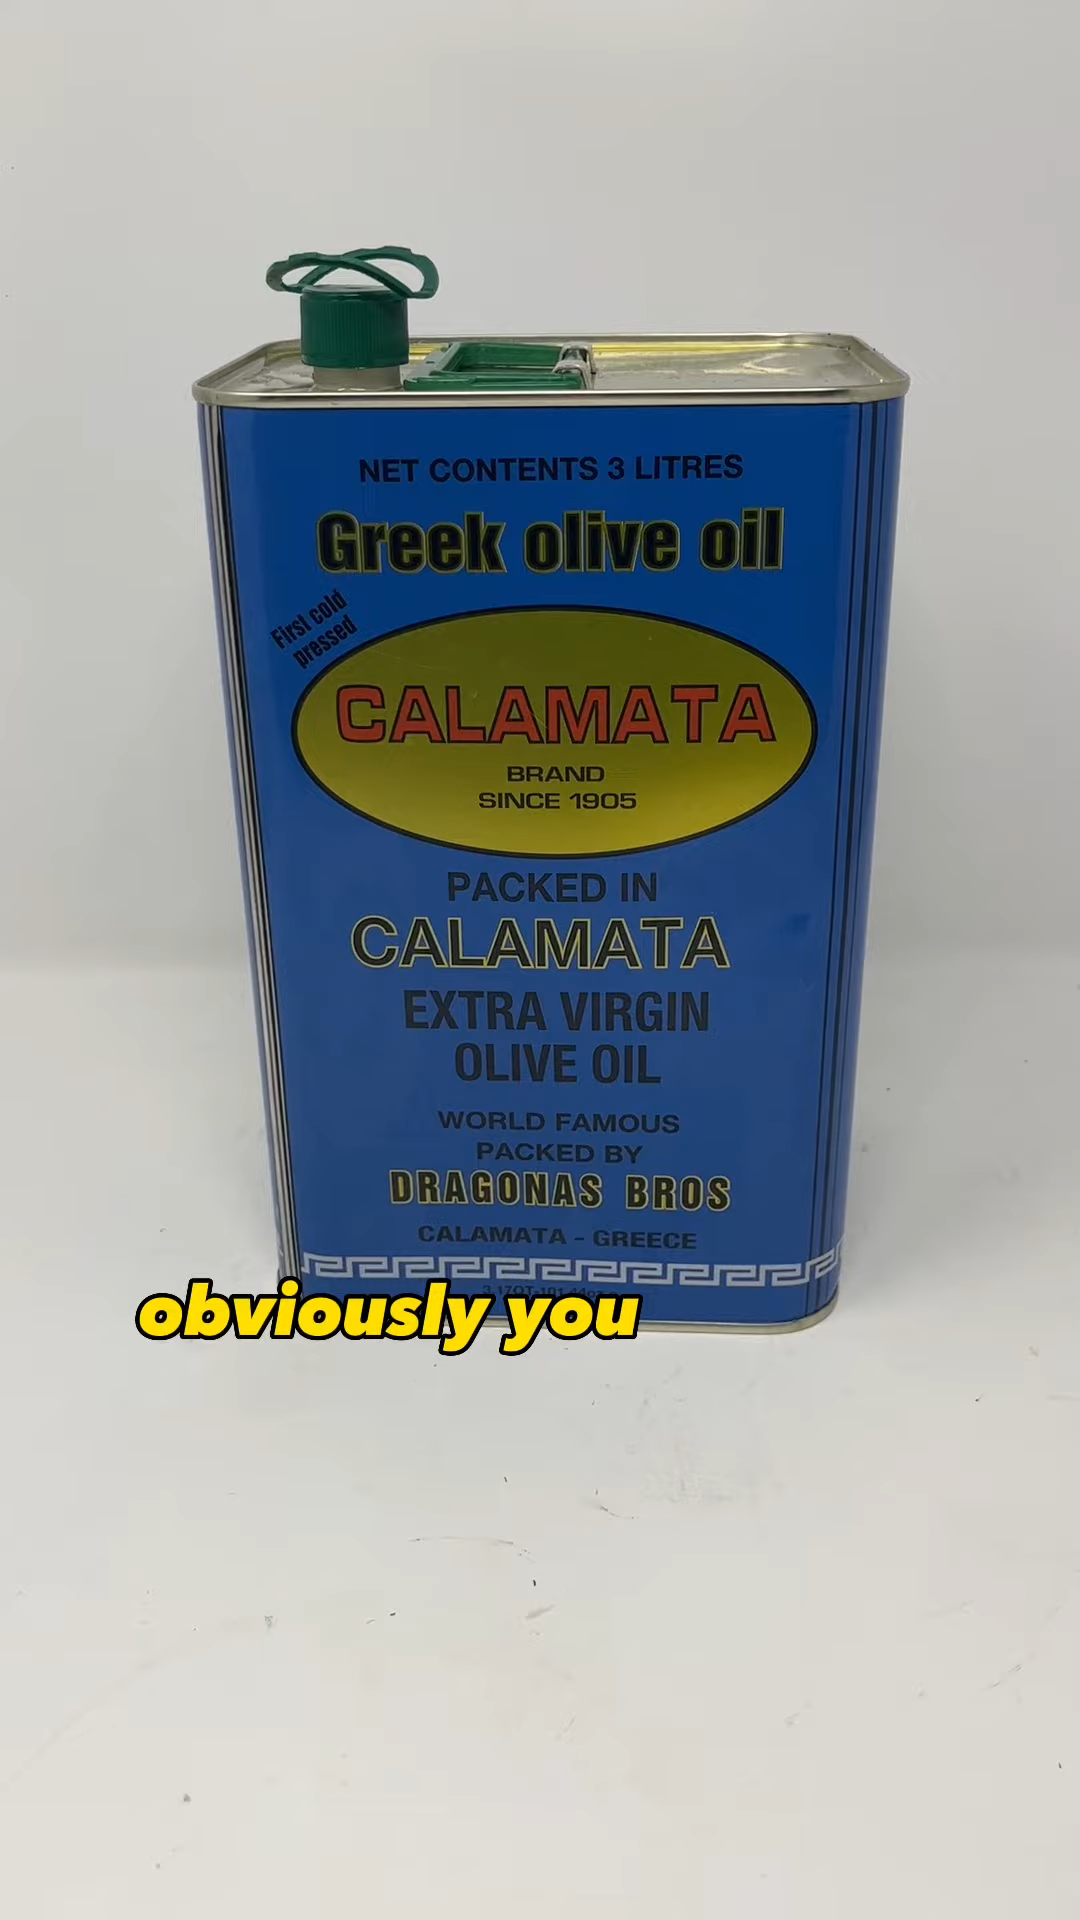 NET CONTENTS 3 LITRES
Greek olive oil
First cold
pressed
CALAMATA
BRAND
SINCE 1905
PACKED IN
CALAMATA
EXTRA VIRGIN
OLIVE OIL
WORLD FAMOUS
PACKED BY
DRAGONAS BROS
CALAMATA - GREECE
obviously you